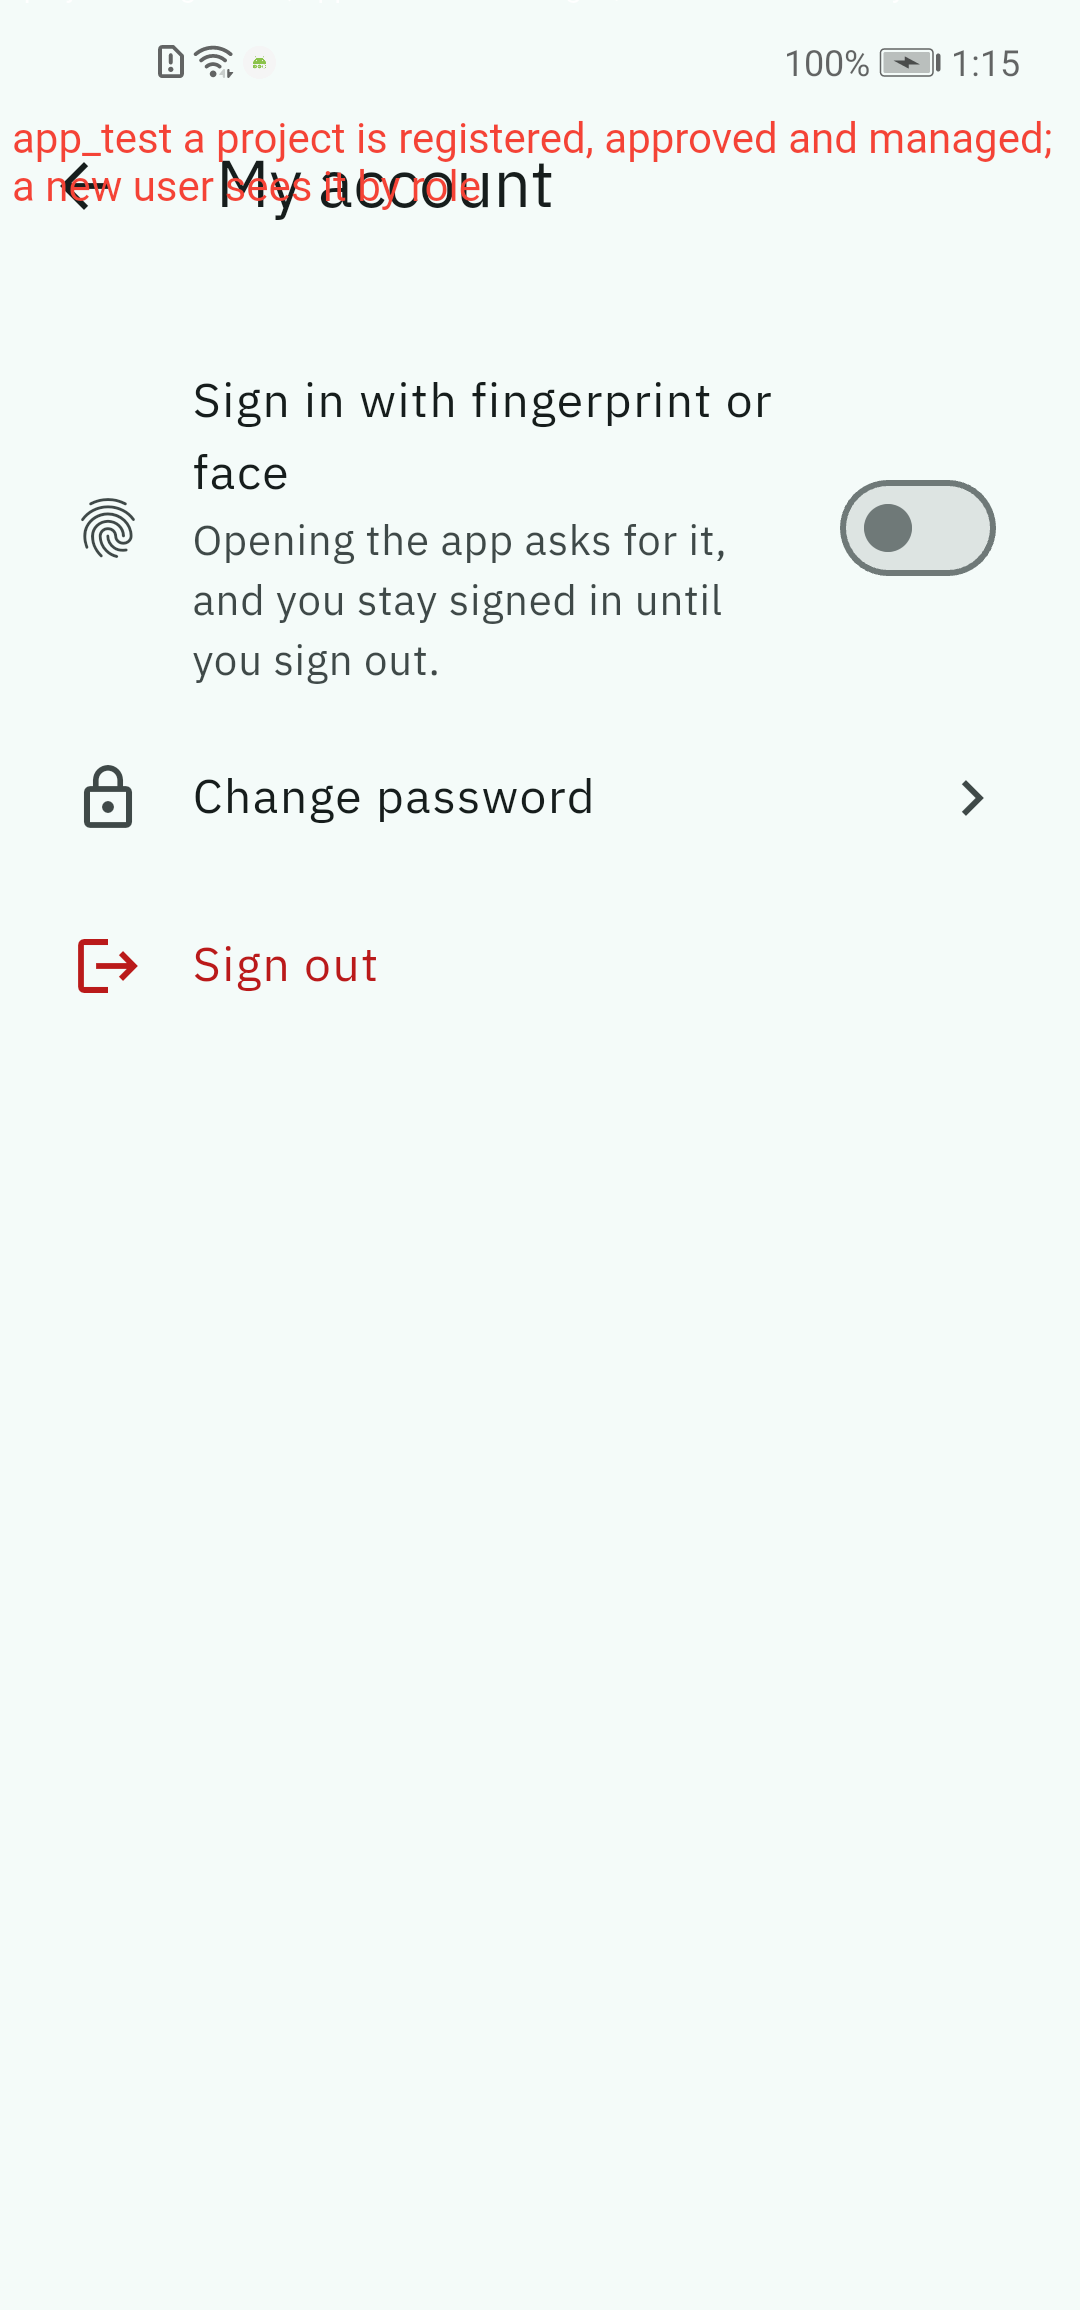 100% 1:15
app_test a project is registered, approved and managed;
a new user sees it by role
My account
Sign in with fingerprint or
face
Opening the app asks for it,
and you stay signed in until
you sign out.
Change password
Sign out